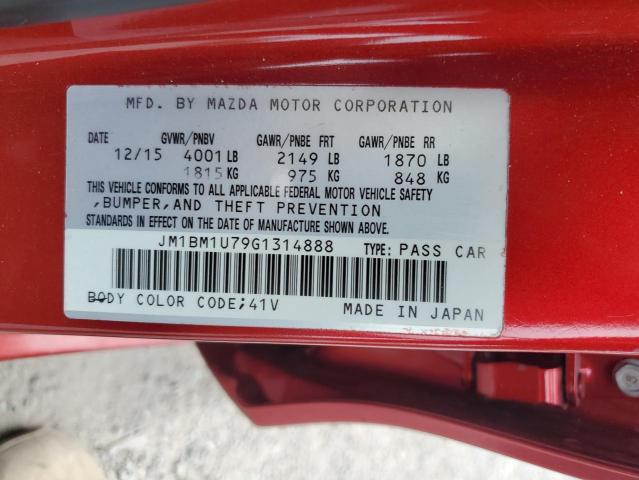 MFD. BY MAZDA MOTOR CORPORATION
DATE GVWR/PNBV GAWR/PNBE FRT GAWR/PNBE RR
12/15 4001 LB 2149 LB 1870 LB
1815 KG 975 KG 848 KG
THIS VEHICLE CONFORMS TO ALL APPLICABLE FEDERAL MOTOR VEHICLE SAFETY
,BUMPER,AND THEFT PREVENTION
STANDARDS IN EFFECT ON THE DATE OF MANUFACTURE SHOWN ABOVE.
JM1BM1U79G1314888 TYPE: PASS CAR
BODY COLOR CODE;41V MADE IN JAPAN